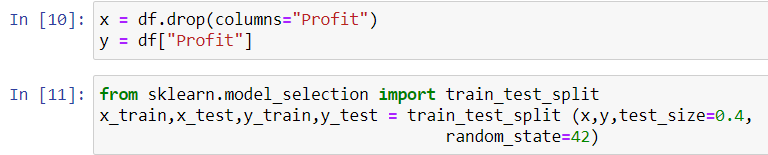 In [10]: x = df.drop(columns="Profit")
y = df["Profit"]
In [11]: from sklearn.model_selection import train_test_split
x_train,x_test,y_train,y_test = train_test_split (x,y,test_size=0.4,
random_state=42)